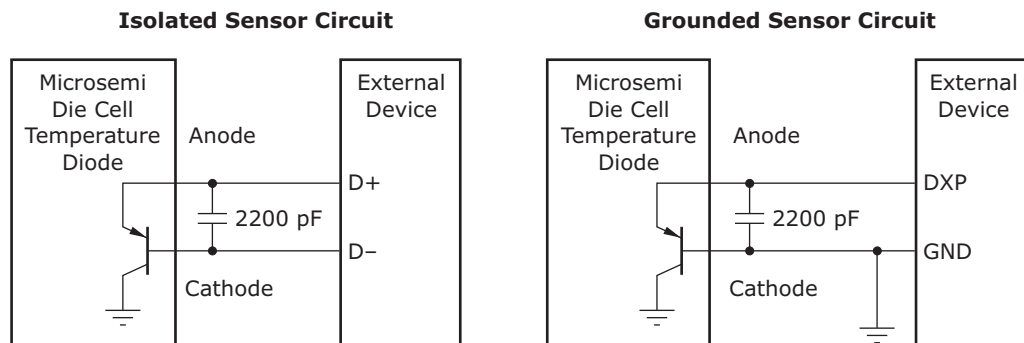 Isolated Sensor Circuit
Microsemi
Die Cell
Temperature
Diode
External
Device
Anode
D+
2200 pF
D–
Cathode
Grounded Sensor Circuit
Microsemi
Die Cell
Temperature
Diode
External
Device
Anode
DXP
2200 pF
GND
Cathode